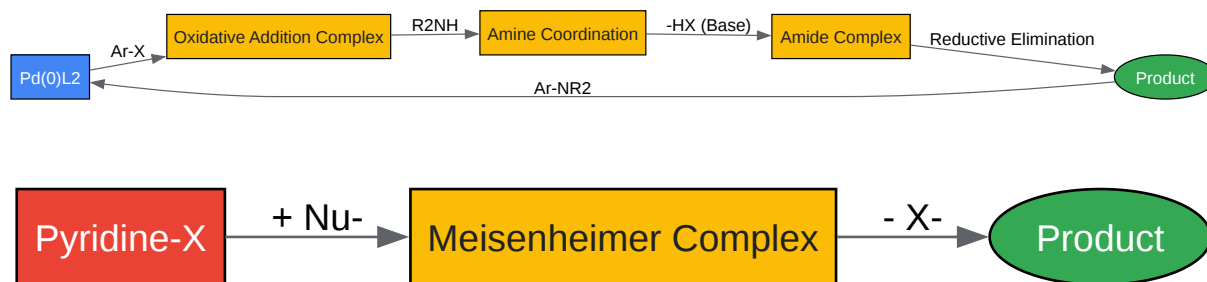 Pd(0)L2
Ar-X
Oxidative Addition Complex
R2NH
Amine Coordination
-HX (Base)
Amide Complex
Reductive Elimination
Product
Ar-NR2
Pyridine-X
+ Nu-
Meisenheimer Complex
- X-
Product